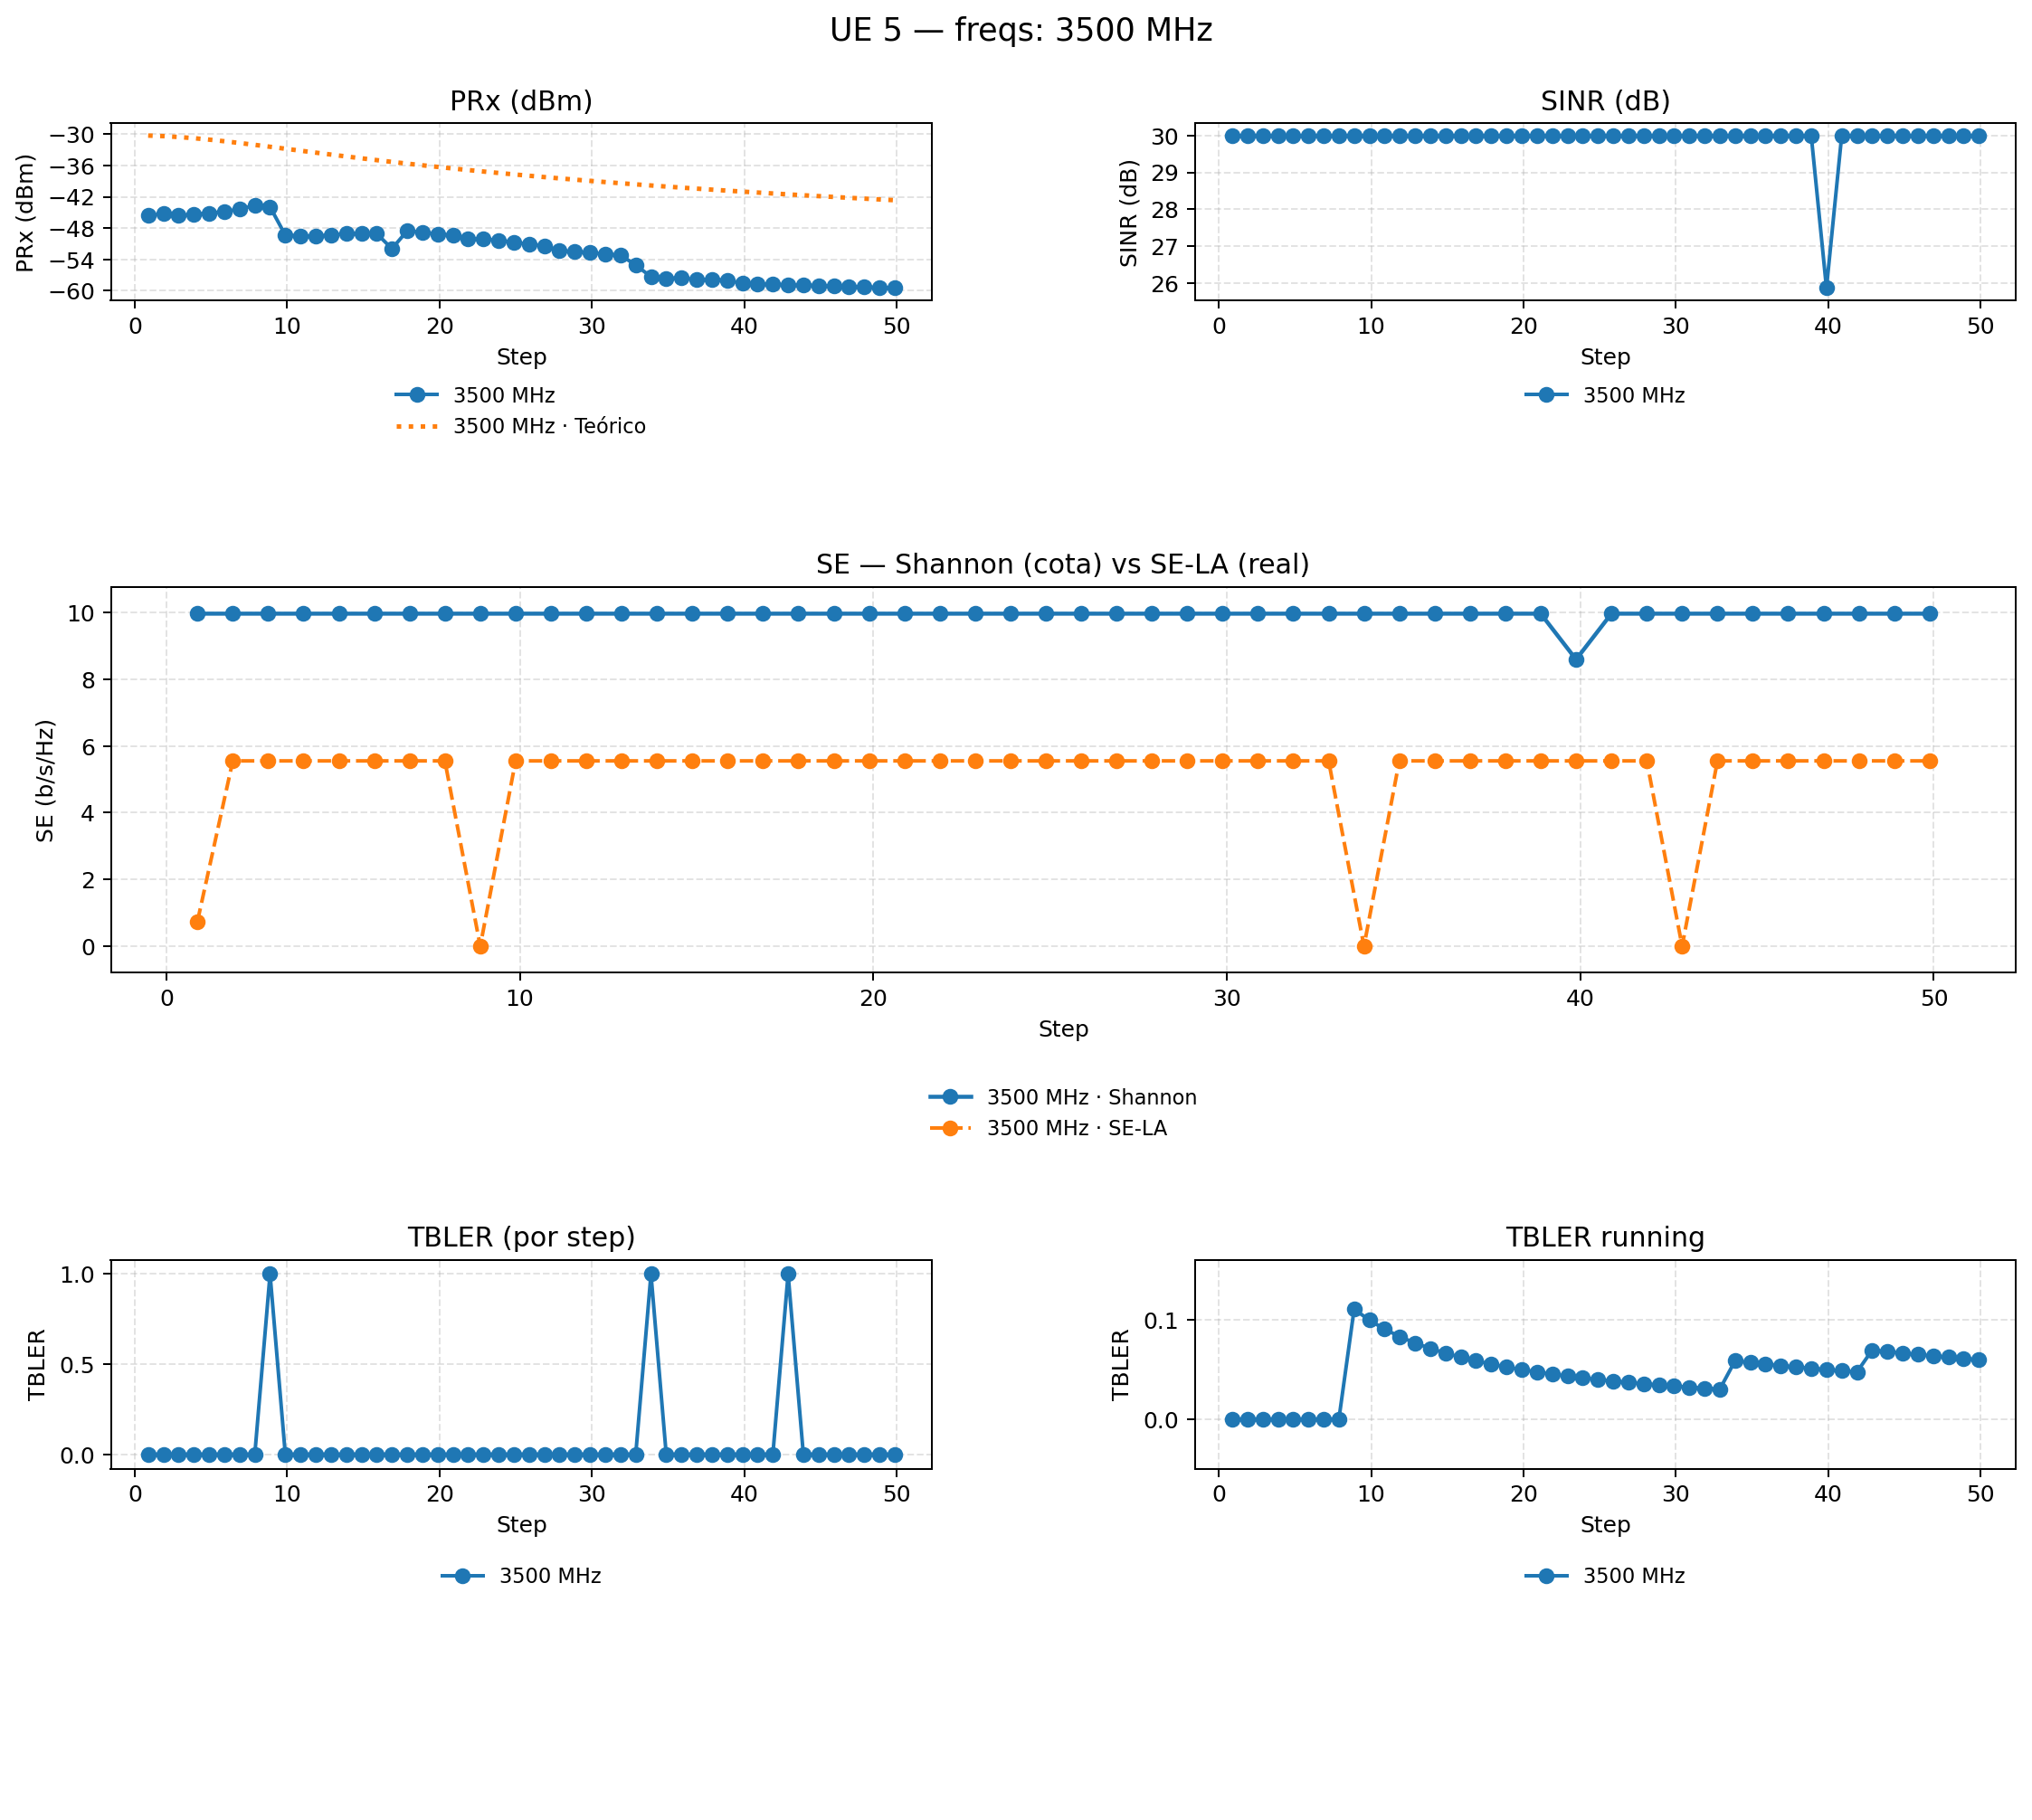 UE 5 — freqs: 3500 MHz
PRx (dBm)
PRx (dBm)
−30
−36
−42
−48
−54
−60
0 10 20 30 40 50
Step
3500 MHz
3500 MHz · Teórico
SINR (dB)
SINR (dB)
30
29
28
27
26
0 10 20 30 40 50
Step
3500 MHz
SE — Shannon (cota) vs SE-LA (real)
SE (b/s/Hz)
10
8
6
4
2
0
0 10 20 30 40 50
Step
3500 MHz · Shannon
3500 MHz · SE-LA
TBLER (por step)
TBLER
1.0
0.5
0.0
0 10 20 30 40 50
Step
3500 MHz
TBLER running
TBLER
0.1
0.0
0 10 20 30 40 50
Step
3500 MHz